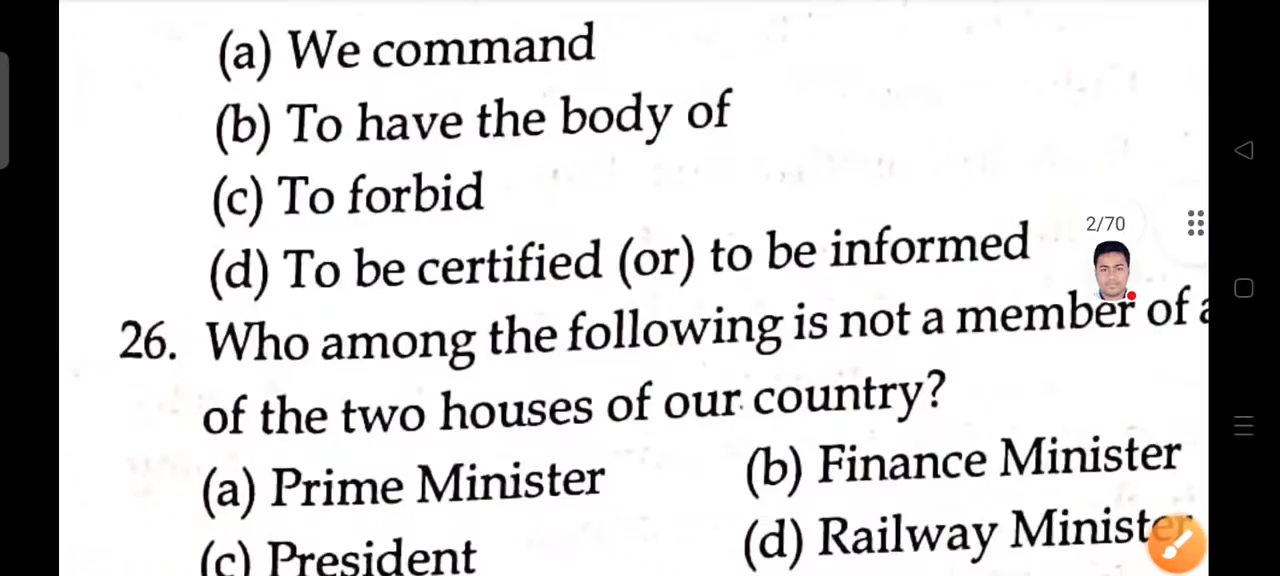 (a) We command
(b) To have the body of
(c) To forbid
(d) To be certified (or) to be informed
2/70
26. Who among the following is not a member of
of the two houses of our country?
(a) Prime Minister (b) Finance Minister
(c) President (d) Railway Minister